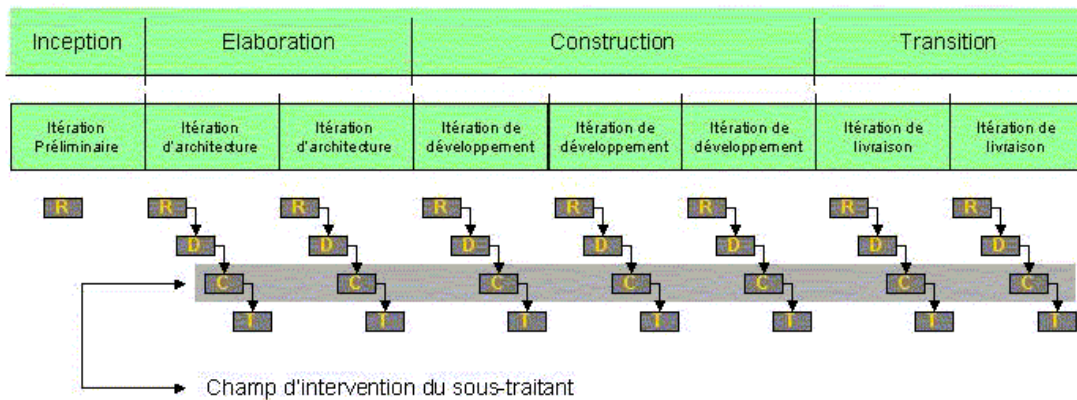 Inception Elaboration Construction Transition
Itération Itération Itération Itération de Itération de Itération de Itération de Itération de
Préliminaire d'architecture d'architecture développement développement développement livraison livraison
R R R R R R R R
D D D D D D D
C C C C C C C
T T T T T T T
Champ d'intervention du sous-traitant